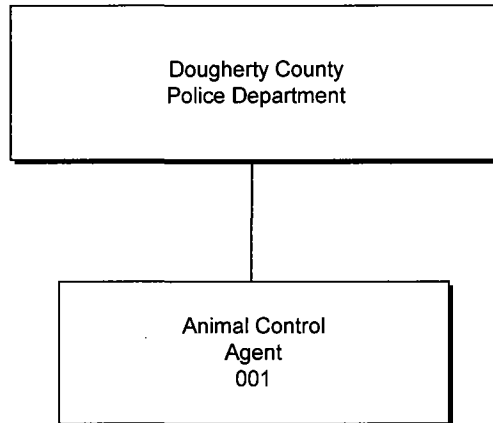 Dougherty County
Police Department
Animal Control
Agent
001